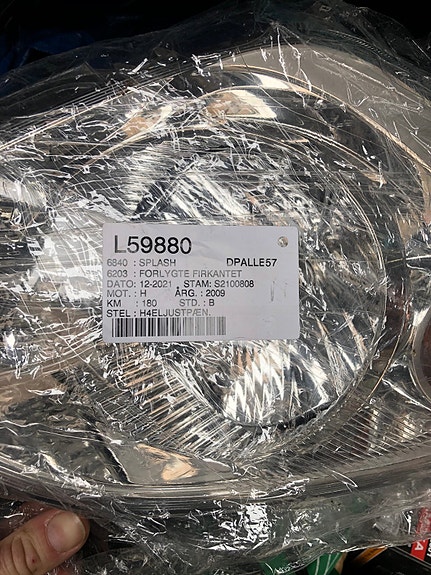 L59880
6840 : SPLASH DPALLE57
6203 : FORLYGTE FIRKANTET
DATO: 12-2021 , STAM: S2100808
MOT. : H ÅRG. : 2009
KM : 180 STD. : B
STEL : H4ELJUSTPÆN.